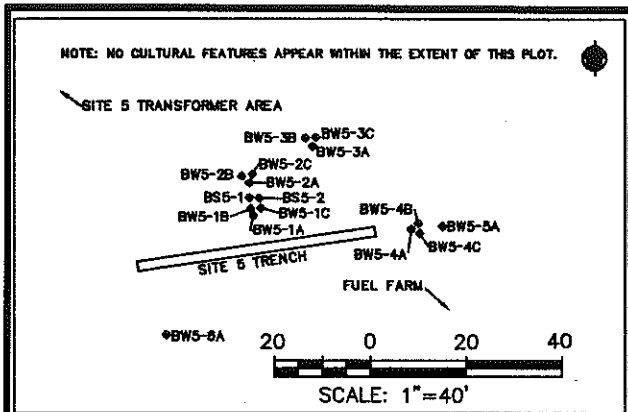 NOTE: NO CULTURAL FEATURES APPEAR WITHIN THE EXTENT OF THIS PLOT.
SITE 5 TRANSFORMER AREA
BW5-3B BW5-3C
BW5-3A
BW5-2C
BW5-2B
BW5-2A
BS5-1 BS5-2
BW5-1B BW5-1C
BW5-1A
BW5-4B
BW5-5A
BW5-4A BW5-4C
SITE 5 TRENCH
FUEL FARM
BW5-6A
20 0 20 40
SCALE: 1"=40'